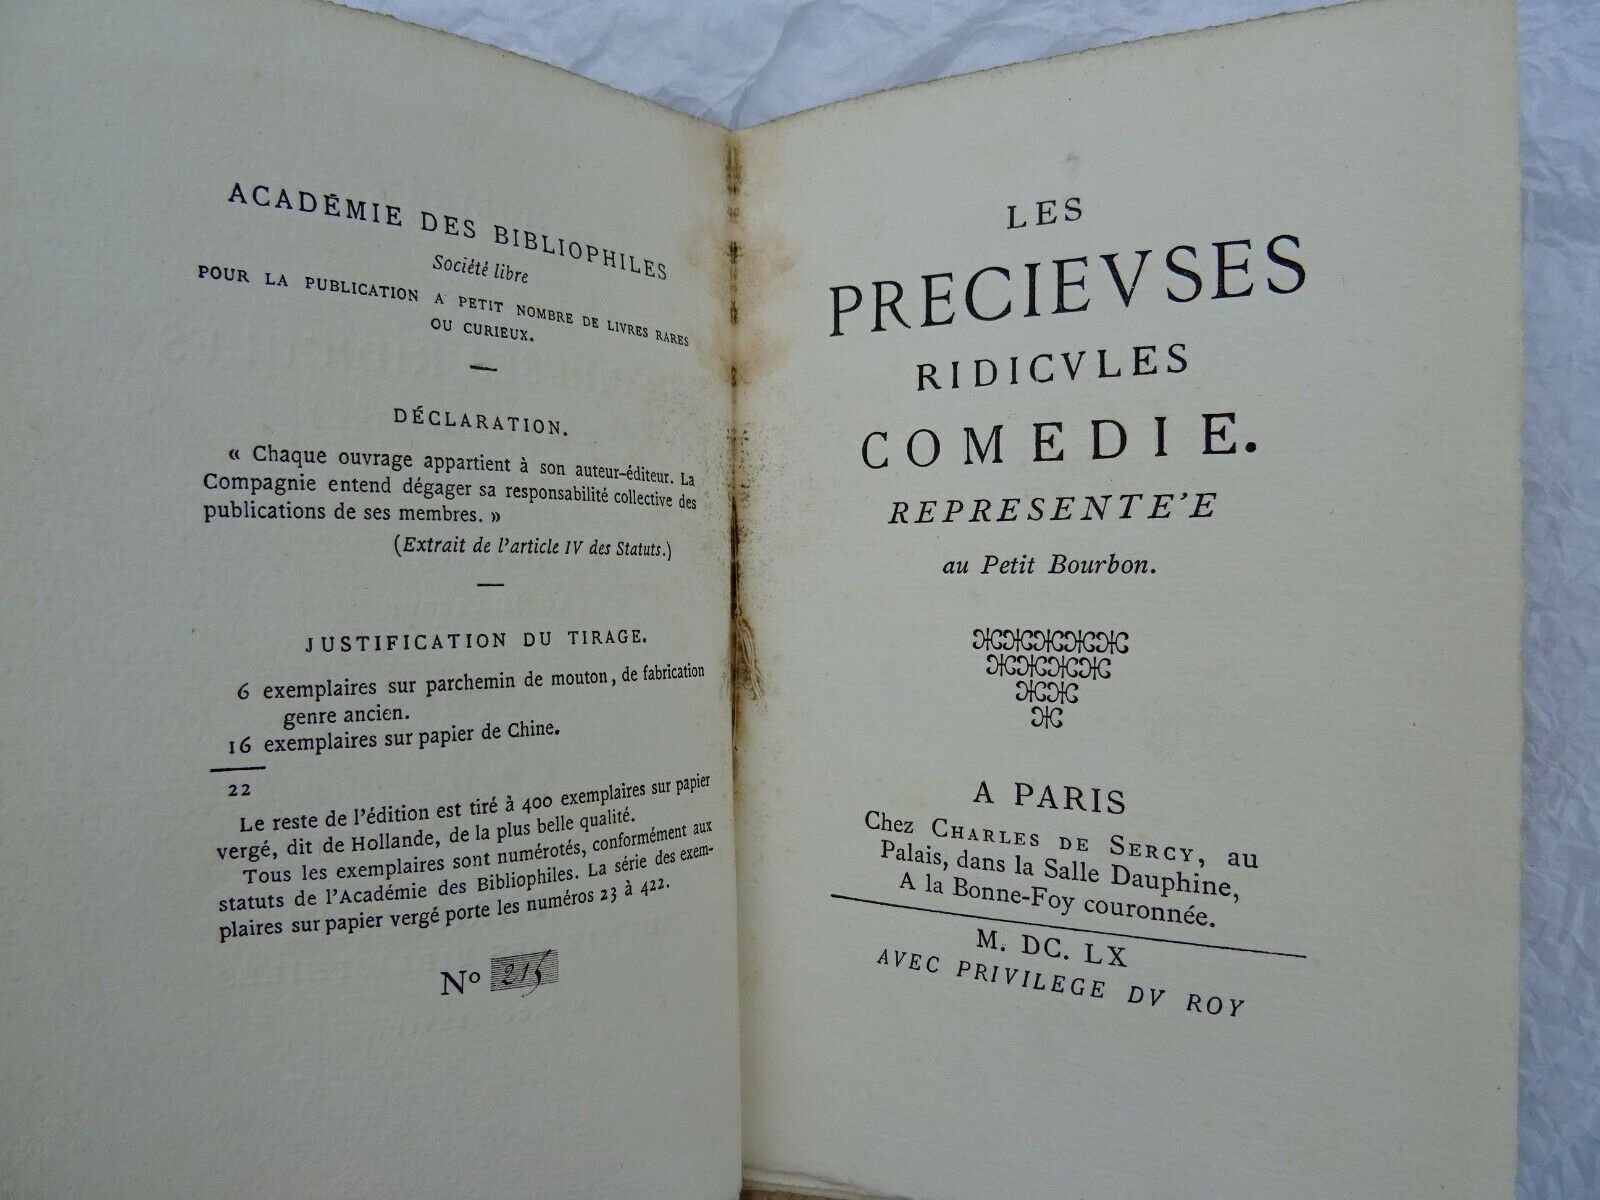 ACADÉMIE DES BIBLIOPHILES
Société libre
POUR LA PUBLICATION A PETIT NOMBRE DE LIVRES RARES
OU CURIEUX.
DÉCLARATION.
« Chaque ouvrage appartient à son auteur-éditeur. La
Compagnie entend dégager sa responsabilité collective des
publications de ses membres. »
(Extrait de l'article IV des Statuts.)
JUSTIFICATION DU TIRAGE.
6 exemplaires sur parchemin de mouton, de fabrication
genre ancien.
16 exemplaires sur papier de Chine.
22
Le reste de l'édition est tiré à 400 exemplaires sur papier
vergé, dit de Hollande, de la plus belle qualité.
Tous les exemplaires sont numérotés, conformément aux
statuts de l'Académie des Bibliophiles. La série des exem-
plaires sur papier vergé porte les numéros 23 à 422.
No 215
LES
PRECIEVSES
RIDICVLES
COMEDIE.
REPRESENTE'E
au Petit Bourbon.
A PARIS
Chez CHARLES DE SERCY, au
Palais, dans la Salle Dauphine,
A la Bonne-Foy couronnée.
M. DC. LX
AVEC PRIVILEGE DV ROY